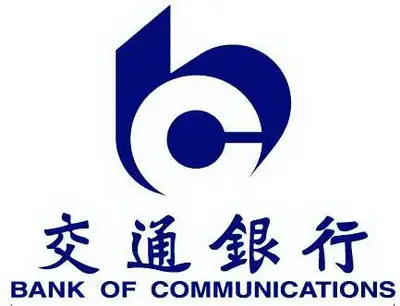 交通銀行
BANK OF COMMUNICATIONS